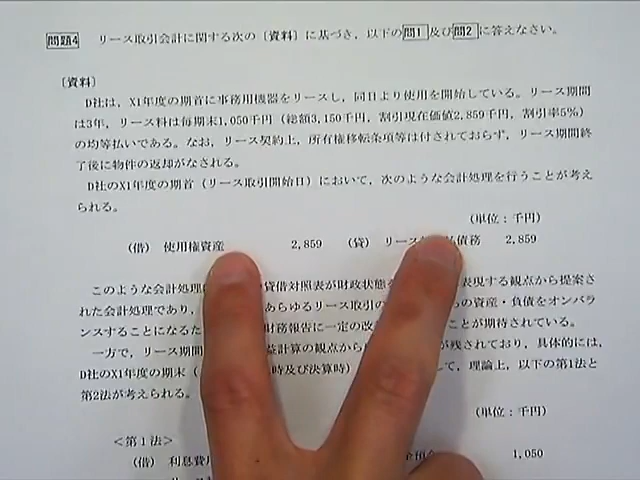 問題4 リース取引会計に関する次の〔資料〕に基づき，以下の問1及び問2に答えなさい。
〔資料〕
D社は，X1年度の期首に事務用機器をリースし，同日より使用を開始している。リース期間
は3年，リース料は毎期末1,050千円（総額3,150千円，割引現在価値2,859千円，割引率5%）
の均等払いである。なお，リース契約上，所有権移転条項等は付されておらず，リース期間終
了後に物件の返却がなされる。
D社のX1年度の期首（リース取引開始日）において，次のような会計処理を行うことが考え
られる。
（単位：千円）
（借） 使用権資産 2,859 （貸） リース 債務 2,859
このような会計処理 貸借対照表が財政状態 表現する観点から提案さ
れた会計処理であり， あらゆるリース取引の の資産・負債をオンバラ
ンスすることになるた 財務報告に一定の改 ことが期待されている。
一方で，リース期間 益計算の観点から が残されており，具体的には，
D社のX1年度の期末（ 時及び決算時） て，理論上，以下の第1法と
第2法が考えられる。
（単位：千円）
＜第1法＞
（借） 利息費用 預金 1,050